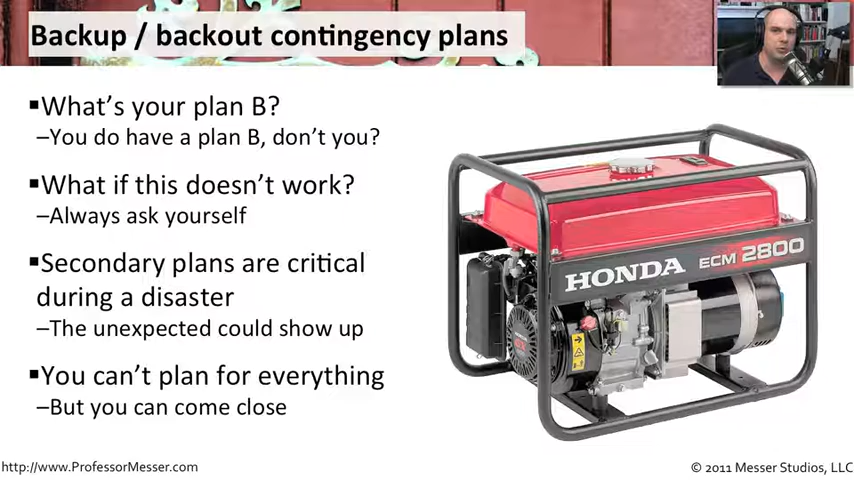 Backup / backout contingency plans
▪What's your plan B?
–You do have a plan B, don't you?
▪What if this doesn't work?
–Always ask yourself
▪Secondary plans are critical
during a disaster
–The unexpected could show up
▪You can't plan for everything
–But you can come close
HONDA ECM 2800
http://www.ProfessorMesser.com
© 2011 Messer Studios, LLC